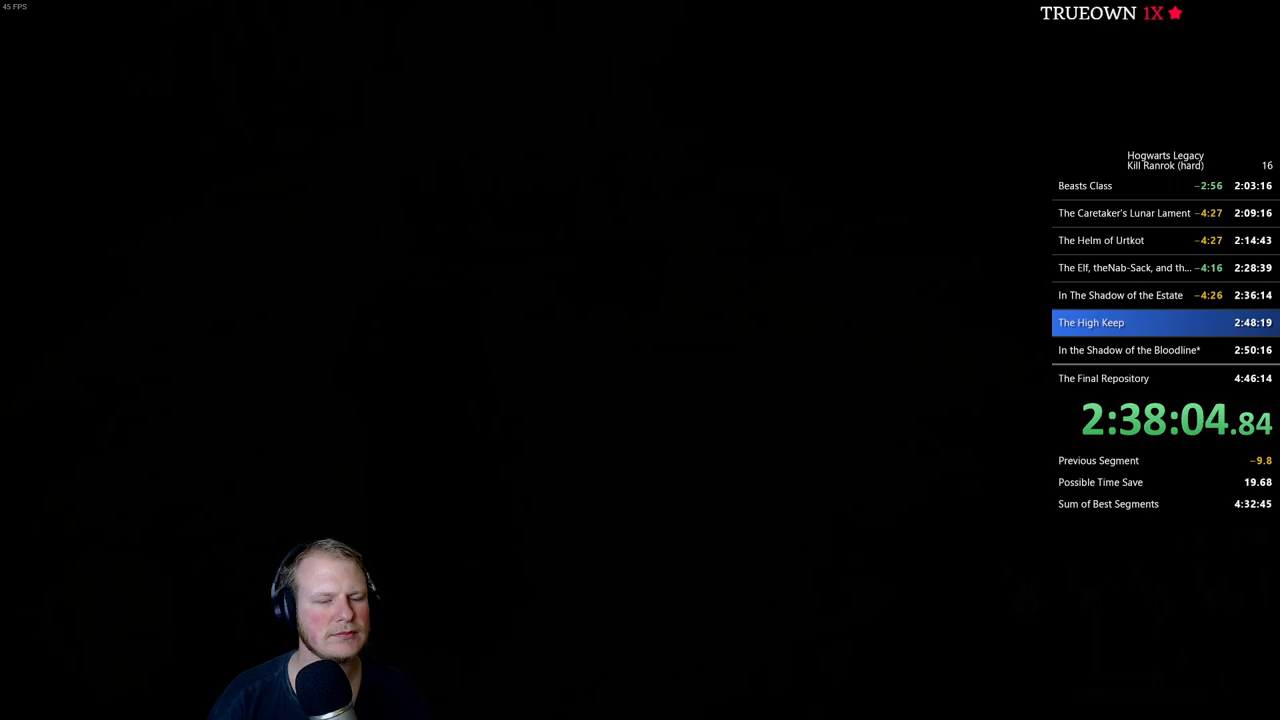 45 FPS
TRUEOWN 1X
Hogwarts Legacy
Kill Ranrok (hard) 16
Beasts Class −2:56 2:03:16
The Caretaker's Lunar Lament −4:27 2:09:16
The Helm of Urtkot −4:27 2:14:43
The Elf, theNab-Sack, and th... −4:16 2:28:39
In The Shadow of the Estate −4:26 2:36:14
The High Keep 2:48:19
In the Shadow of the Bloodline* 2:50:16
The Final Repository 4:46:14
2:38:04.84
Previous Segment −9.8
Possible Time Save 19.68
Sum of Best Segments 4:32:45